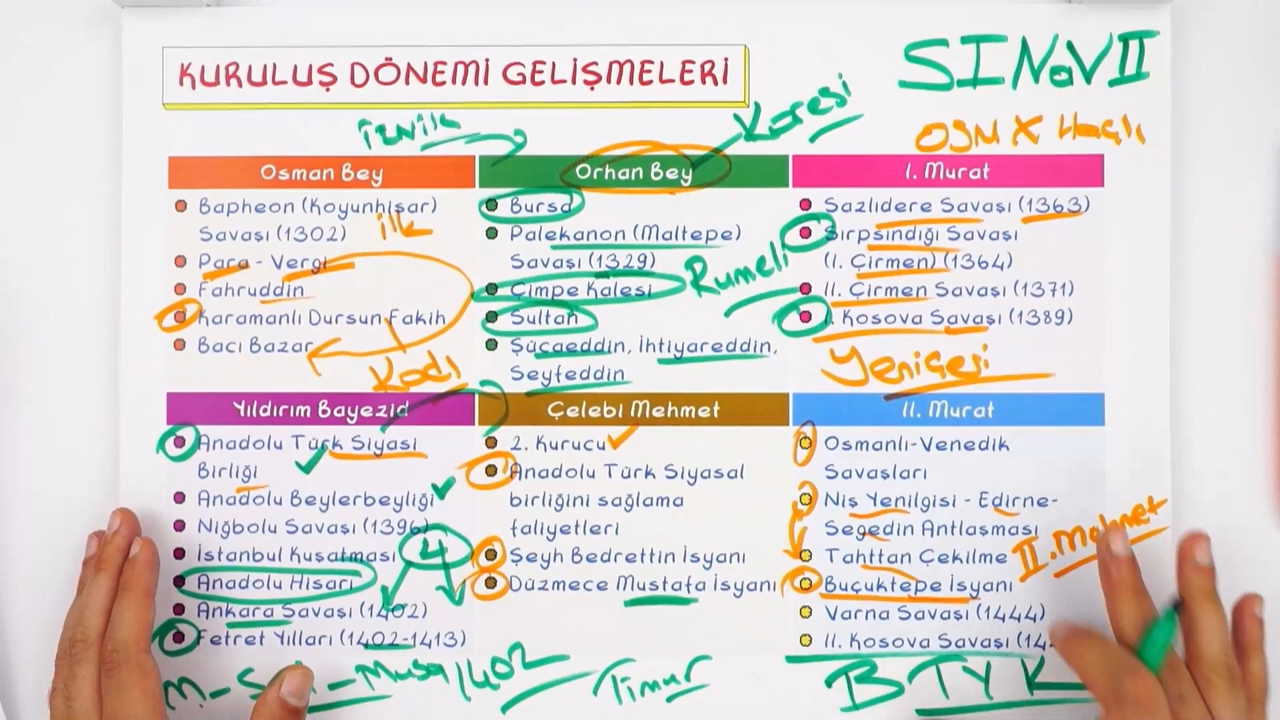 KURULUŞ DÖNEMİ GELİŞMELERİ
SINAVII
OSM X Haçlı
İznik
Karesi
Osman Bey
Bapheon (Koyunhisar)
Savaşı (1302)
ilk
Para - Vergi
Fahruddin
Karamanlı Dursun Fakih
Bacı Bazar
Kadı
Orhan Bey
Bursa
Palekanon (Maltepe)
Savaşı (1329)
Çimpe Kalesi
Sultan
Şücaeddin, İhtiyareddin,
Seyfeddin
Rumeli
I. Murat
Sazlıdere Savaşı (1363)
Sırpsındığı Savaşı
(I. Çirmen) (1364)
II. Çirmen Savaşı (1371)
I. Kosova Savaşı (1389)
Yeniçeri
Yıldırım Bayezid
Anadolu Türk Siyasi
Birliği
Anadolu Beylerbeyliği
Niğbolu Savaşı (1396)
İstanbul Kuşatması
4
Anadolu Hisarı
Ankara Savaşı (1402)
Fetret Yılları (1402-1413)
Çelebi Mehmet
2. Kurucu
Anadolu Türk Siyasal
birliğini sağlama
faliyetleri
Şeyh Bedrettin İsyanı
Düzmece Mustafa İsyanı
II. Murat
Osmanlı-Venedik
Savaşları
Niş Yenilgisi - Edirne-
Segedin Antlaşması
Tahttan Çekilme
II. Mehmet
Buçuktepe İsyanı
Varna Savaşı (1444)
II. Kosova Savaşı (14
Musa 1402
Timur
BTYK